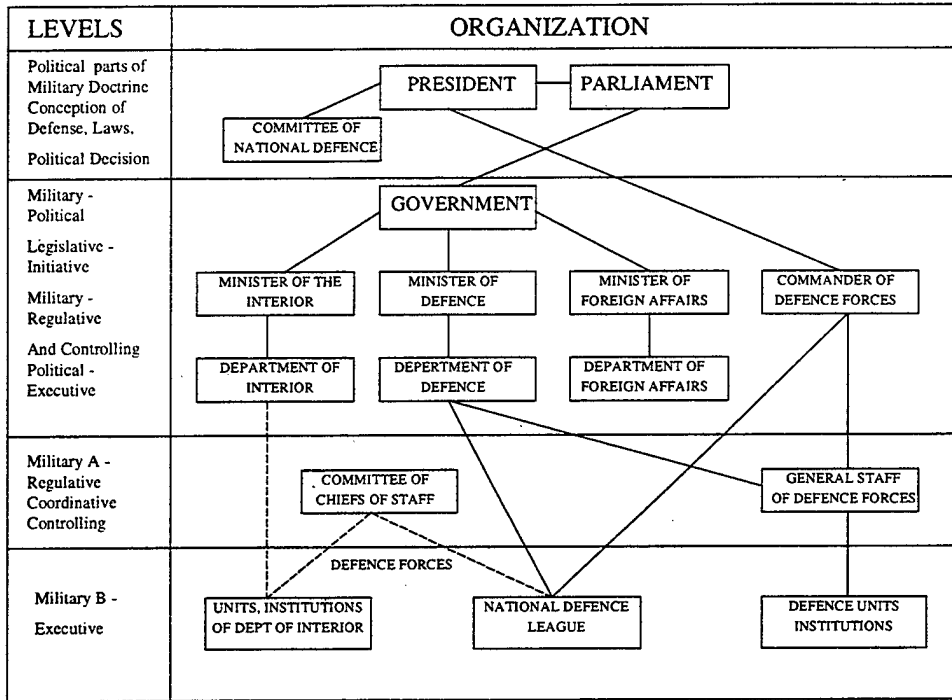 LEVELS
ORGANIZATION
Political parts of
Military Doctrine
Conception of
Defense, Laws,
Political Decision
PRESIDENT
PARLIAMENT
COMMITTEE OF
NATIONAL DEFENCE
Military -
Political
Legislative -
Initiative
Military -
Regulative
And Controlling
Political -
Executive
GOVERNMENT
MINISTER OF THE
INTERIOR
MINISTER OF
DEFENCE
MINISTER OF
FOREIGN AFFAIRS
COMMANDER OF
DEFENCE FORCES
DEPARTMENT OF
INTERIOR
DEPERTMENT OF
DEFENCE
DEPARTMENT OF
FOREIGN AFFAIRS
Military A -
Regulative
Coordinative
Controlling
COMMITTEE OF
CHIEFS OF STAFF
GENERAL STAFF
OF DEFENCE FORCES
Military B -
Executive
DEFENCE FORCES
UNITS, INSTITUTIONS
OF DEPT OF INTERIOR
NATIONAL DEFENCE
LEAGUE
DEFENCE UNITS
INSTITUTIONS